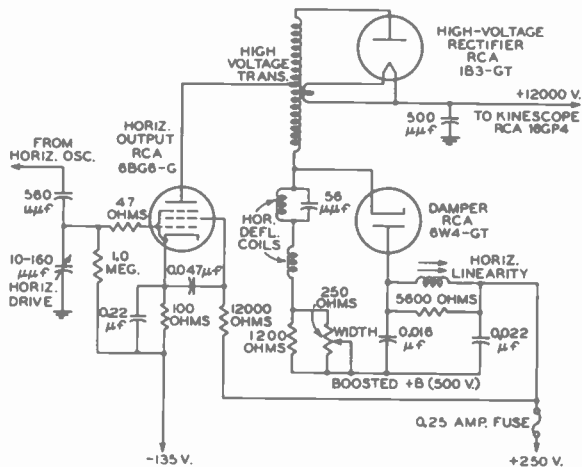 HIGH-VOLTAGE
RECTIFIER
RCA
1B3-GT
HIGH
VOLTAGE
TRANS.
+12000 V.
TO KINESCOPE
RCA 16GP4
500
µµf
HORIZ.
OUTPUT
RCA
6BG6-G
FROM
HORIZ. OSC.
560
µµf
47
OHMS
10-160
µµf
HORIZ.
DRIVE
1.0
MEG.
0.22
µf
100
OHMS
0.047µf
12000
OHMS
HOR.
DEFL.
COILS
56
µµf
DAMPER
RCA
6W4-GT
HORIZ.
LINEARITY
250
OHMS
WIDTH
1200
OHMS
5600 OHMS
0.018
µf
0.022
µf
BOOSTED +B (500 V.)
0.25 AMP. FUSE
-135 V.
+250 V.